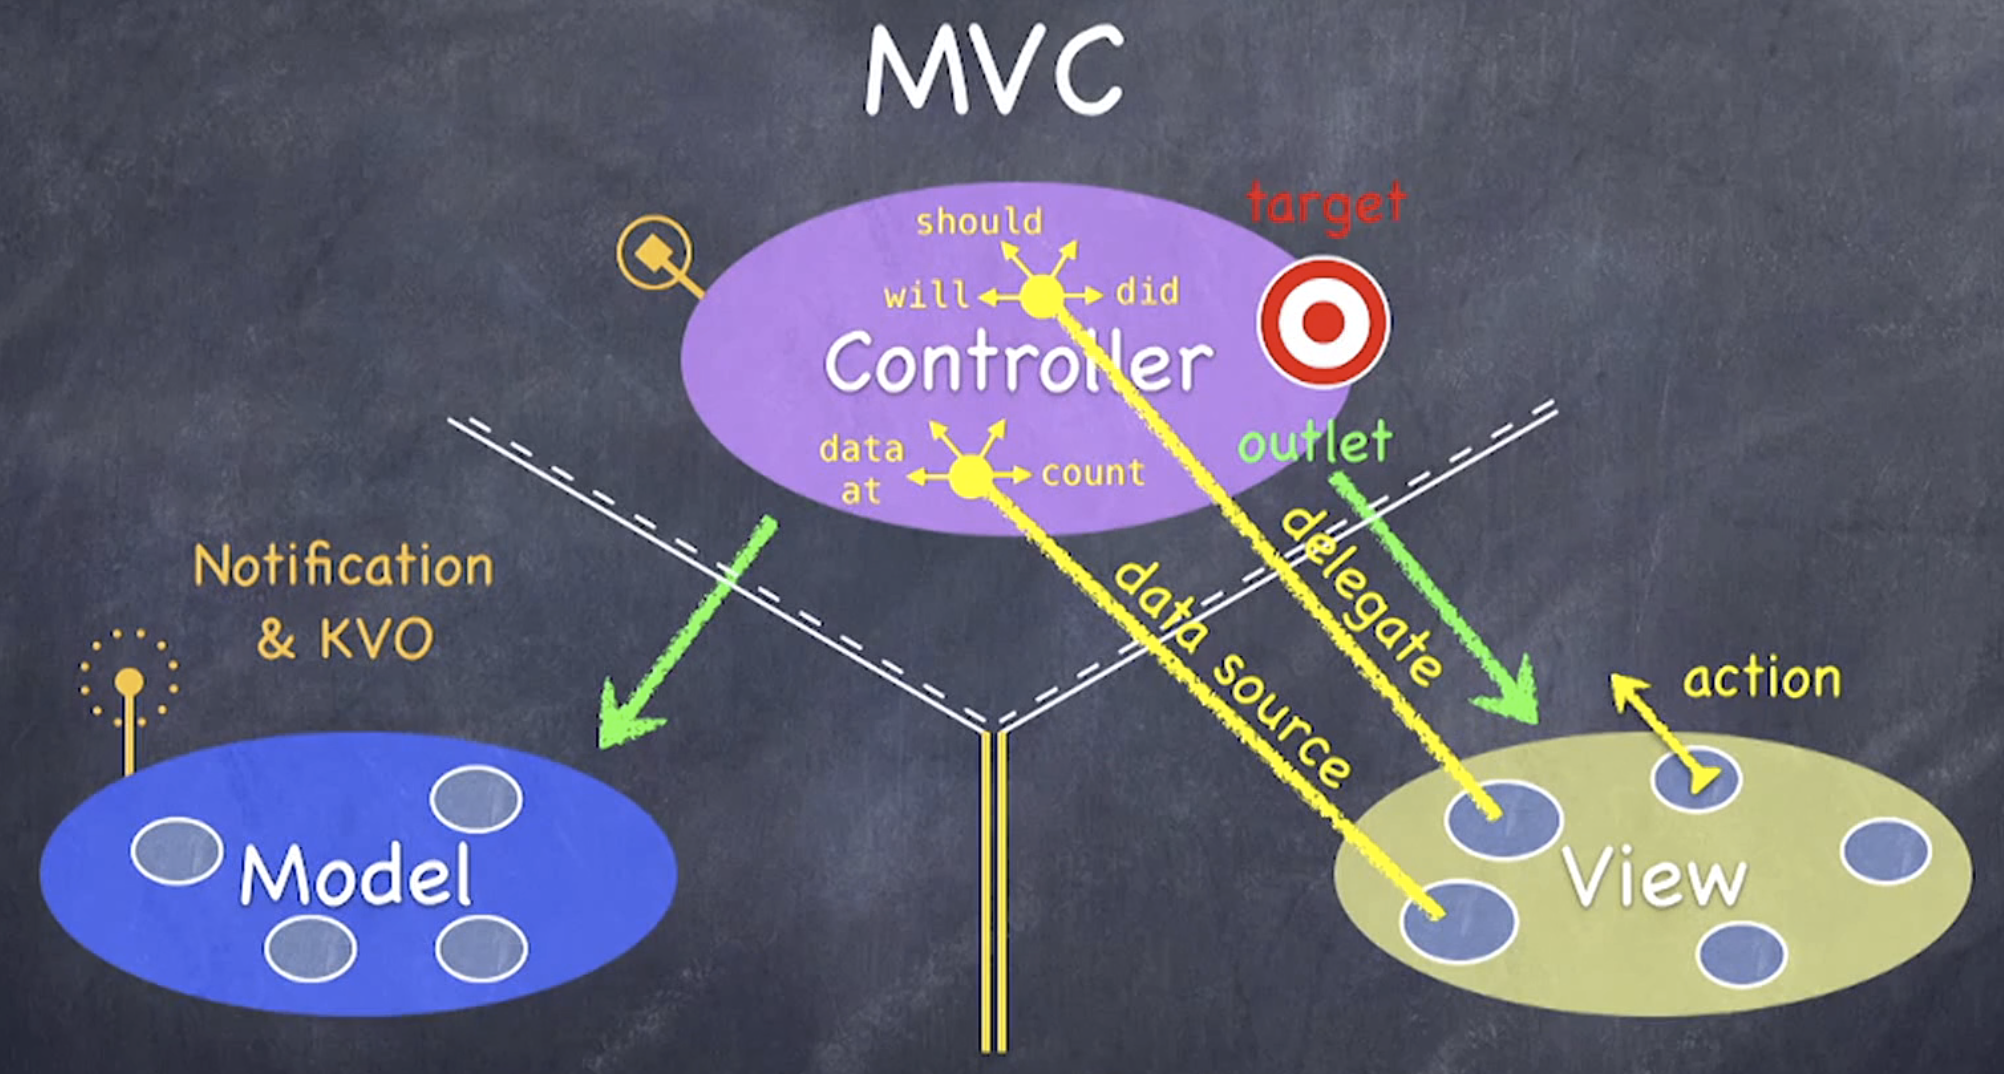 MVC
target
should
will
did
Controller
data
at
count
outlet
delegate
data source
Notification
& KVO
action
Model
View